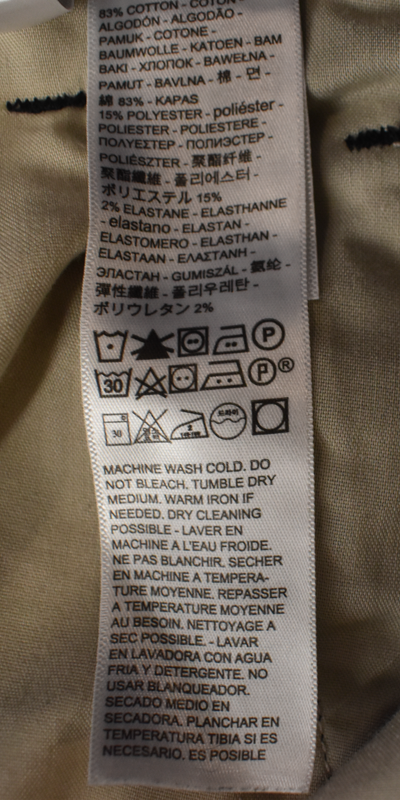 83% COTTON - COTON -
ALGODÓN - ALGODÃO -
PAMUK - COTONE -
BAUMWOLLE - KATOEN - BAM
BAKI - ХЛОПОК - BAWEŁNA -
PAMUT - BAVLNA - 棉 - 면 -
綿 83% - KAPAS
15% POLYESTER - poliéster -
POLIESTER - POLIESTERE -
ΠΟΛΥΕΣΤΕΡ - ПОЛИЭСТЕР -
POLIÉSZTER - 聚酯纤维 -
聚酯纖維 - 폴리에스터 -
ポリエステル 15%
2% ELASTANE - ELASTHANNE
- elastano - ELASTAN -
ELASTOMERO - ELASTHAN -
ELASTAAN - ΕΛΑΣΤΑΝΗ -
ЭЛАСТАН - GUMISZÁL - 氨纶 -
彈性纖維 - 폴리우레탄 -
ポリウレタン 2%
P
30 P®
30
MACHINE WASH COLD. DO
NOT BLEACH. TUMBLE DRY
MEDIUM. WARM IRON IF
NEEDED. DRY CLEANING
POSSIBLE - LAVER EN
MACHINE A L'EAU FROIDE.
NE PAS BLANCHIR. SECHER
EN MACHINE A TEMPERA-
TURE MOYENNE. REPASSER
A TEMPERATURE MOYENNE
AU BESOIN. NETTOYAGE A
SEC POSSIBLE. - LAVAR
EN LAVADORA CON AGUA
FRIA Y DETERGENTE. NO
USAR BLANQUEADOR.
SECADO MEDIO EN
SECADORA. PLANCHAR EN
TEMPERATURA TIBIA SI ES
NECESARIO. ES POSIBLE